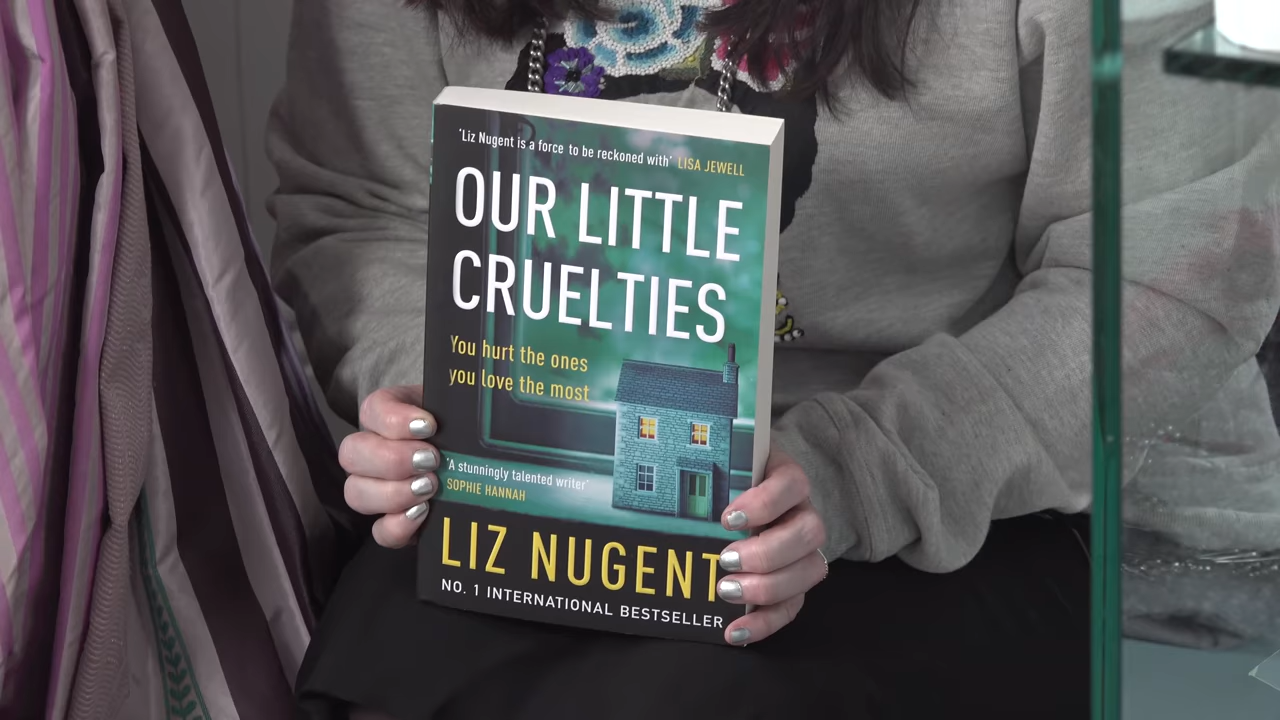 'Liz Nugent is a force to be reckoned with' LISA JEWELL
OUR LITTLE
CRUELTIES
You hurt the ones
you love the most
'A stunningly talented writer'
SOPHIE HANNAH
LIZ NUGENT
NO. 1 INTERNATIONAL BESTSELLER